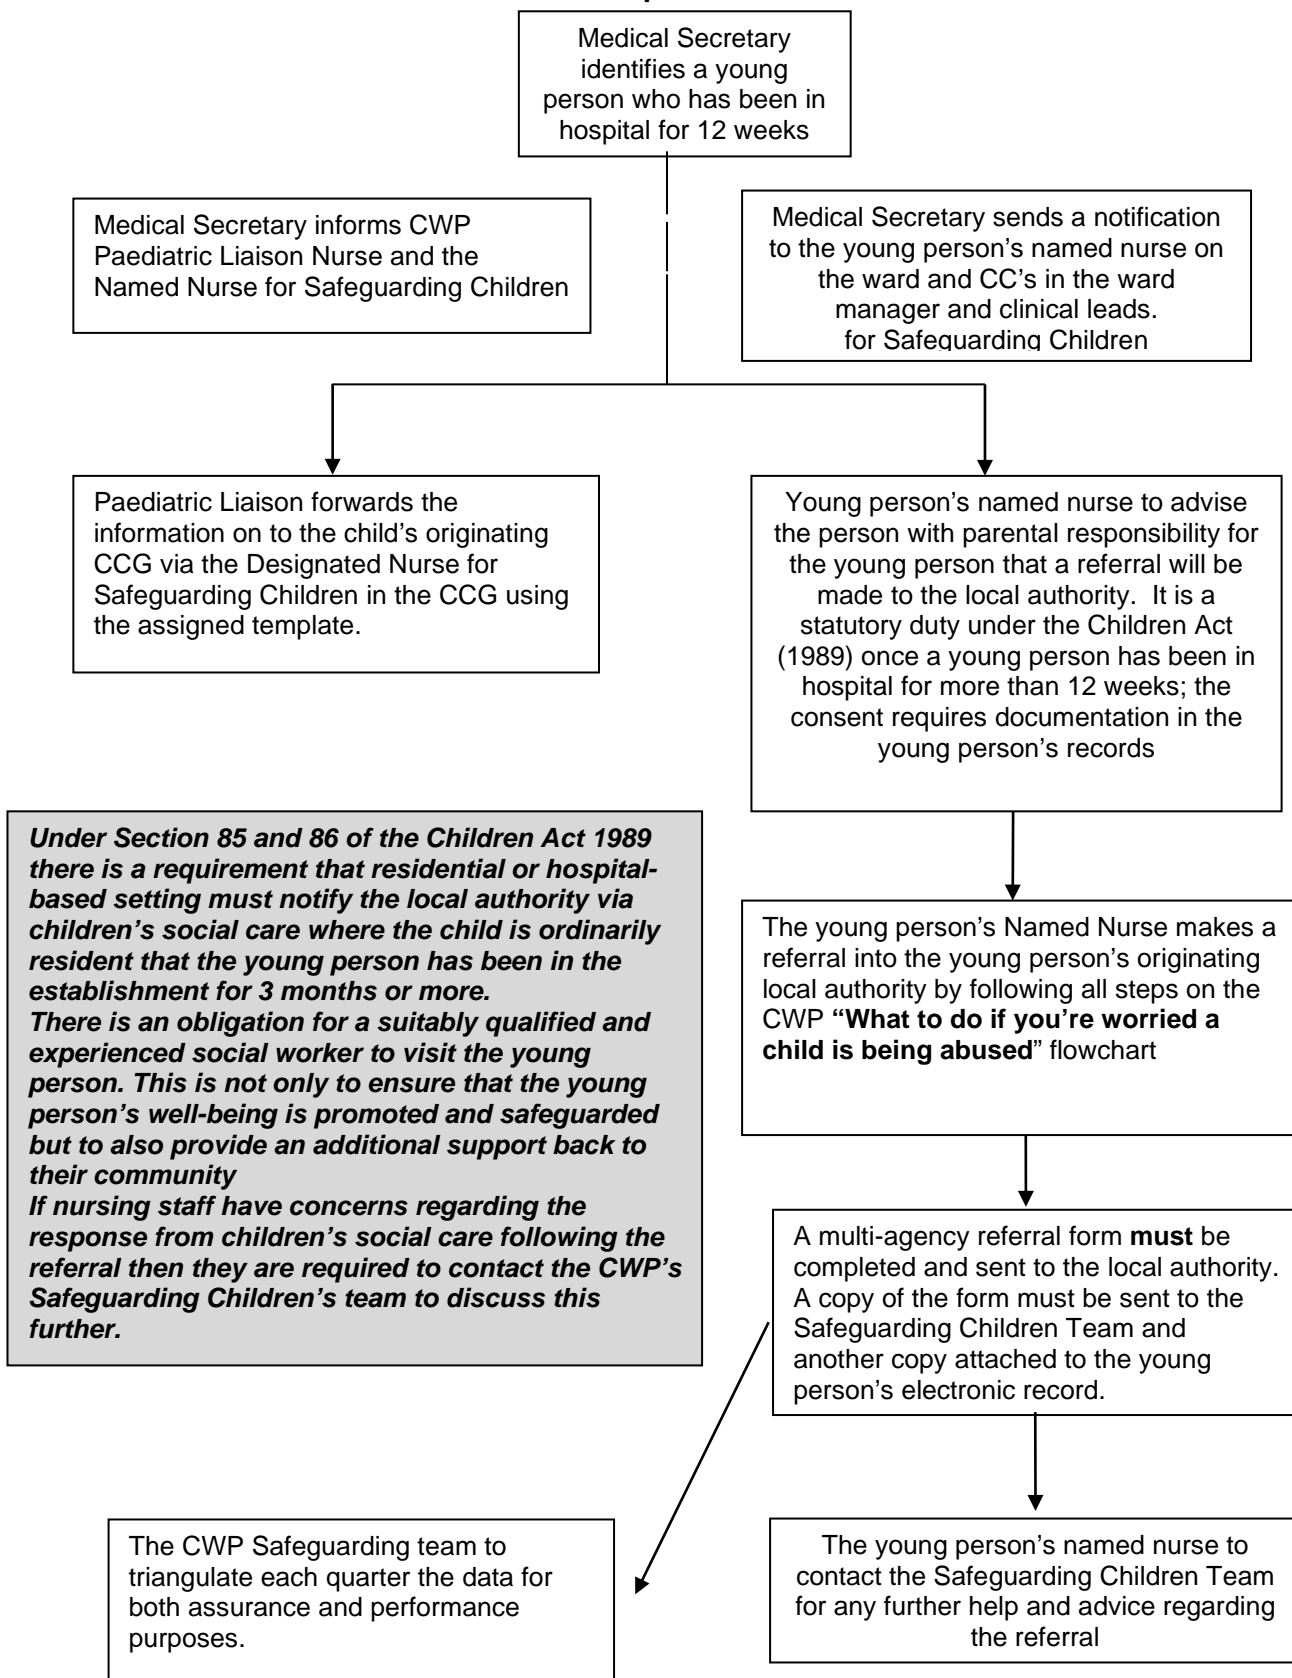 Medical Secretary
identifies a young
person who has been in
hospital for 12 weeks
Medical Secretary informs CWP
Paediatric Liaison Nurse and the
Named Nurse for Safeguarding Children
Medical Secretary sends a notification
to the young person’s named nurse on
the ward and CC’s in the ward
manager and clinical leads.
for Safeguarding Children
Paediatric Liaison forwards the
information on to the child’s originating
CCG via the Designated Nurse for
Safeguarding Children in the CCG using
the assigned template.
Young person’s named nurse to advise
the person with parental responsibility for
the young person that a referral will be
made to the local authority.  It is a
statutory duty under the Children Act
(1989) once a young person has been in
hospital for more than 12 weeks; the
consent requires documentation in the
young person’s records
Under Section 85 and 86 of the Children Act 1989
there is a requirement that residential or hospital-
based setting must notify the local authority via
children’s social care where the child is ordinarily
resident that the young person has been in the
establishment for 3 months or more.
There is an obligation for a suitably qualified and
experienced social worker to visit the young
person. This is not only to ensure that the young
person’s well-being is promoted and safeguarded
but to also provide an additional support back to
their community
If nursing staff have concerns regarding the
response from children’s social care following the
referral then they are required to contact the CWP’s
Safeguarding Children’s team to discuss this
further.
The young person’s Named Nurse makes a
referral into the young person’s originating
local authority by following all steps on the
CWP “What to do if you’re worried a
child is being abused” flowchart
A multi-agency referral form must be
completed and sent to the local authority.
A copy of the form must be sent to the
Safeguarding Children Team and
another copy attached to the young
person’s electronic record.
The CWP Safeguarding team to
triangulate each quarter the data for
both assurance and performance
purposes.
The young person’s named nurse to
contact the Safeguarding Children Team
for any further help and advice regarding
the referral